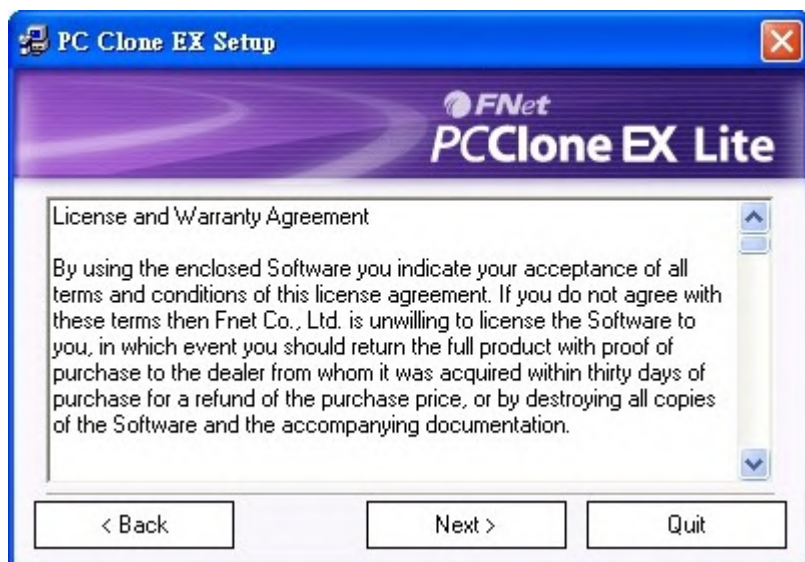 PC Clone EX Setup
FNet
PCClone EX Lite
License and Warranty Agreement
By using the enclosed Software you indicate your acceptance of all
terms and conditions of this license agreement. If you do not agree with
these terms then Fnet Co., Ltd. is unwilling to license the Software to
you, in which event you should return the full product with proof of
purchase to the dealer from whom it was acquired within thirty days of
purchase for a refund of the purchase price, or by destroying all copies
of the Software and the accompanying documentation.
< Back
Next >
Quit